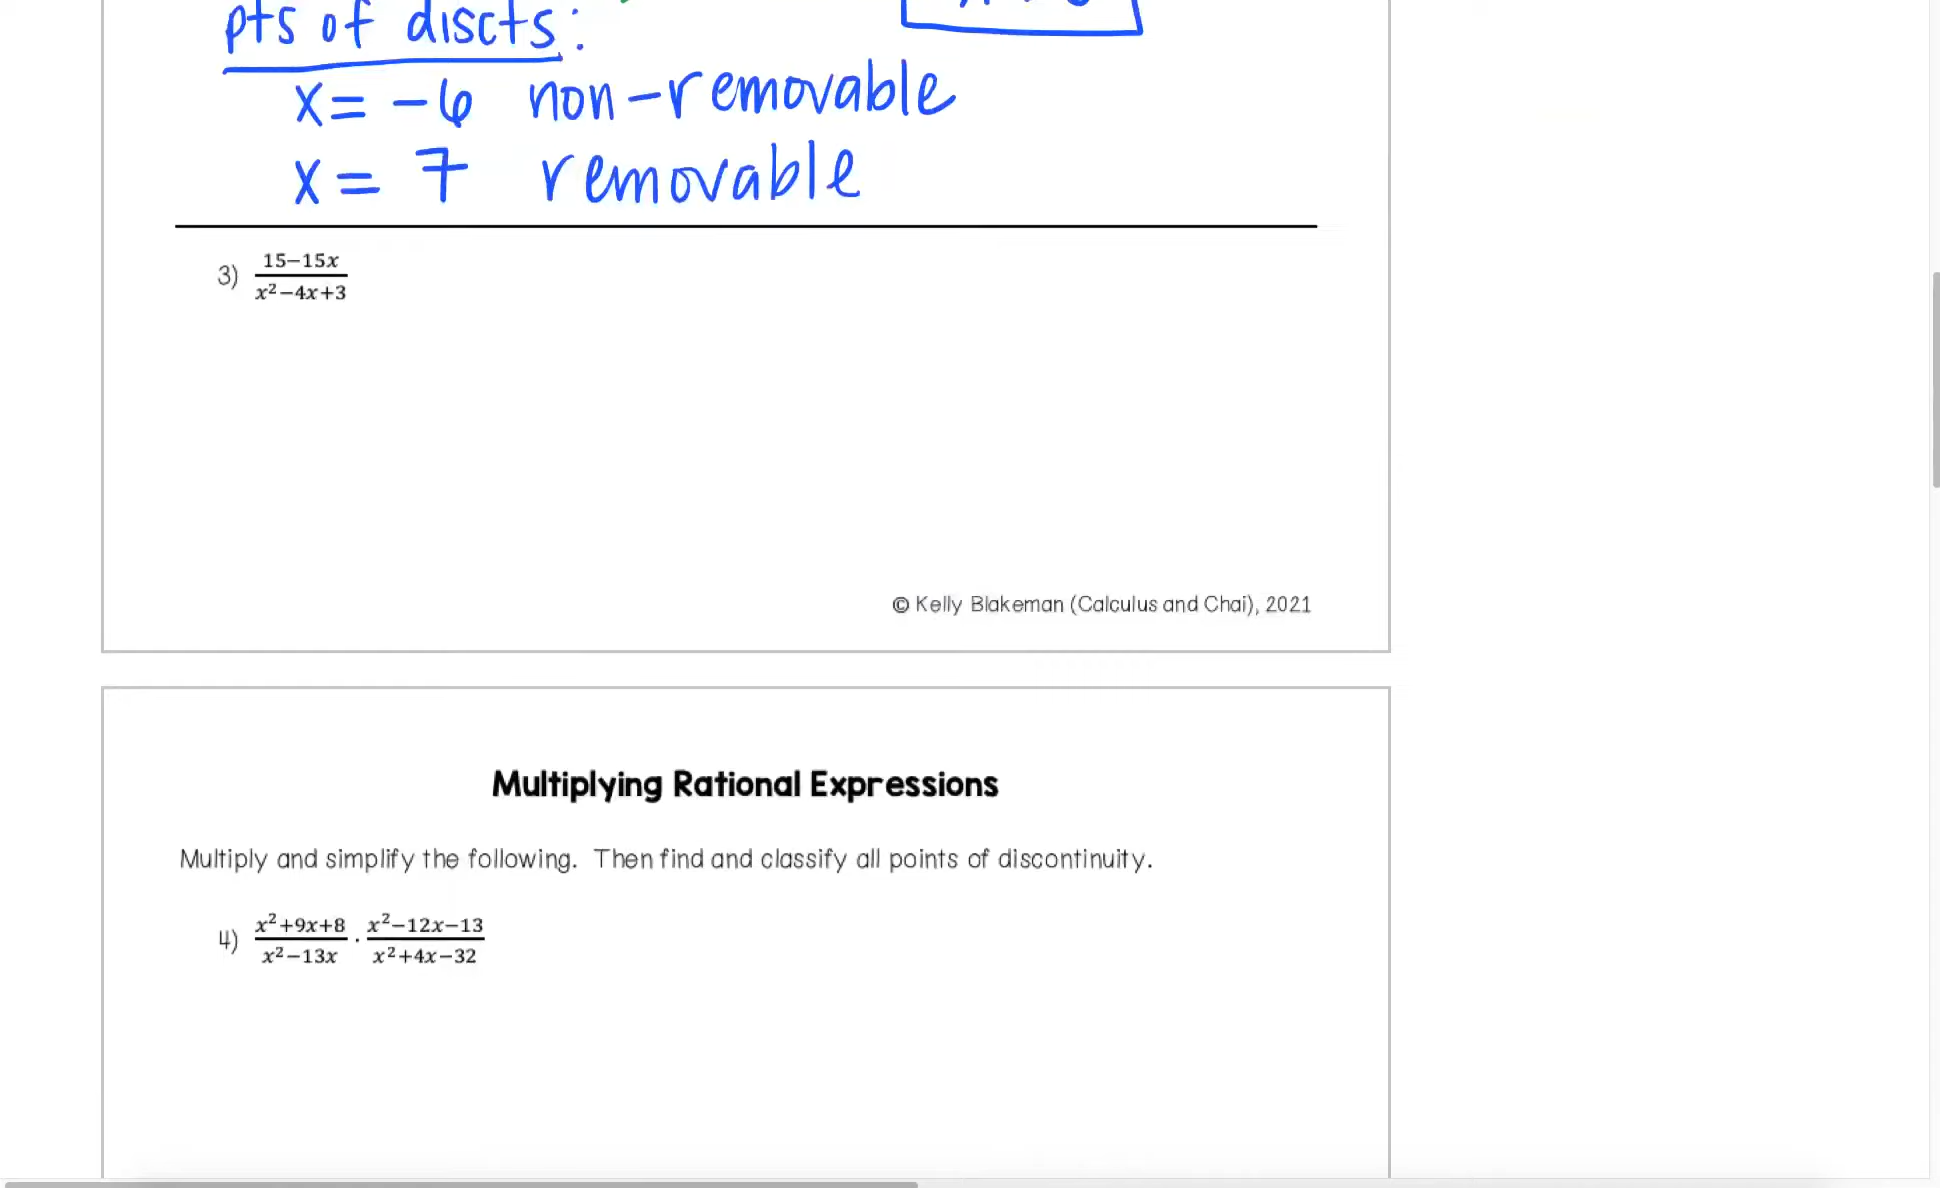 pts of discts:
x = -6 non-removable
x = 7 removable
3) 15−15x
x²−4x+3
© Kelly Blakeman (Calculus and Chai), 2021
Multiplying Rational Expressions
Multiply and simplify the following. Then find and classify all points of discontinuity.
4) x²+9x+8 · x²−12x−13
x²−13x x²+4x−32